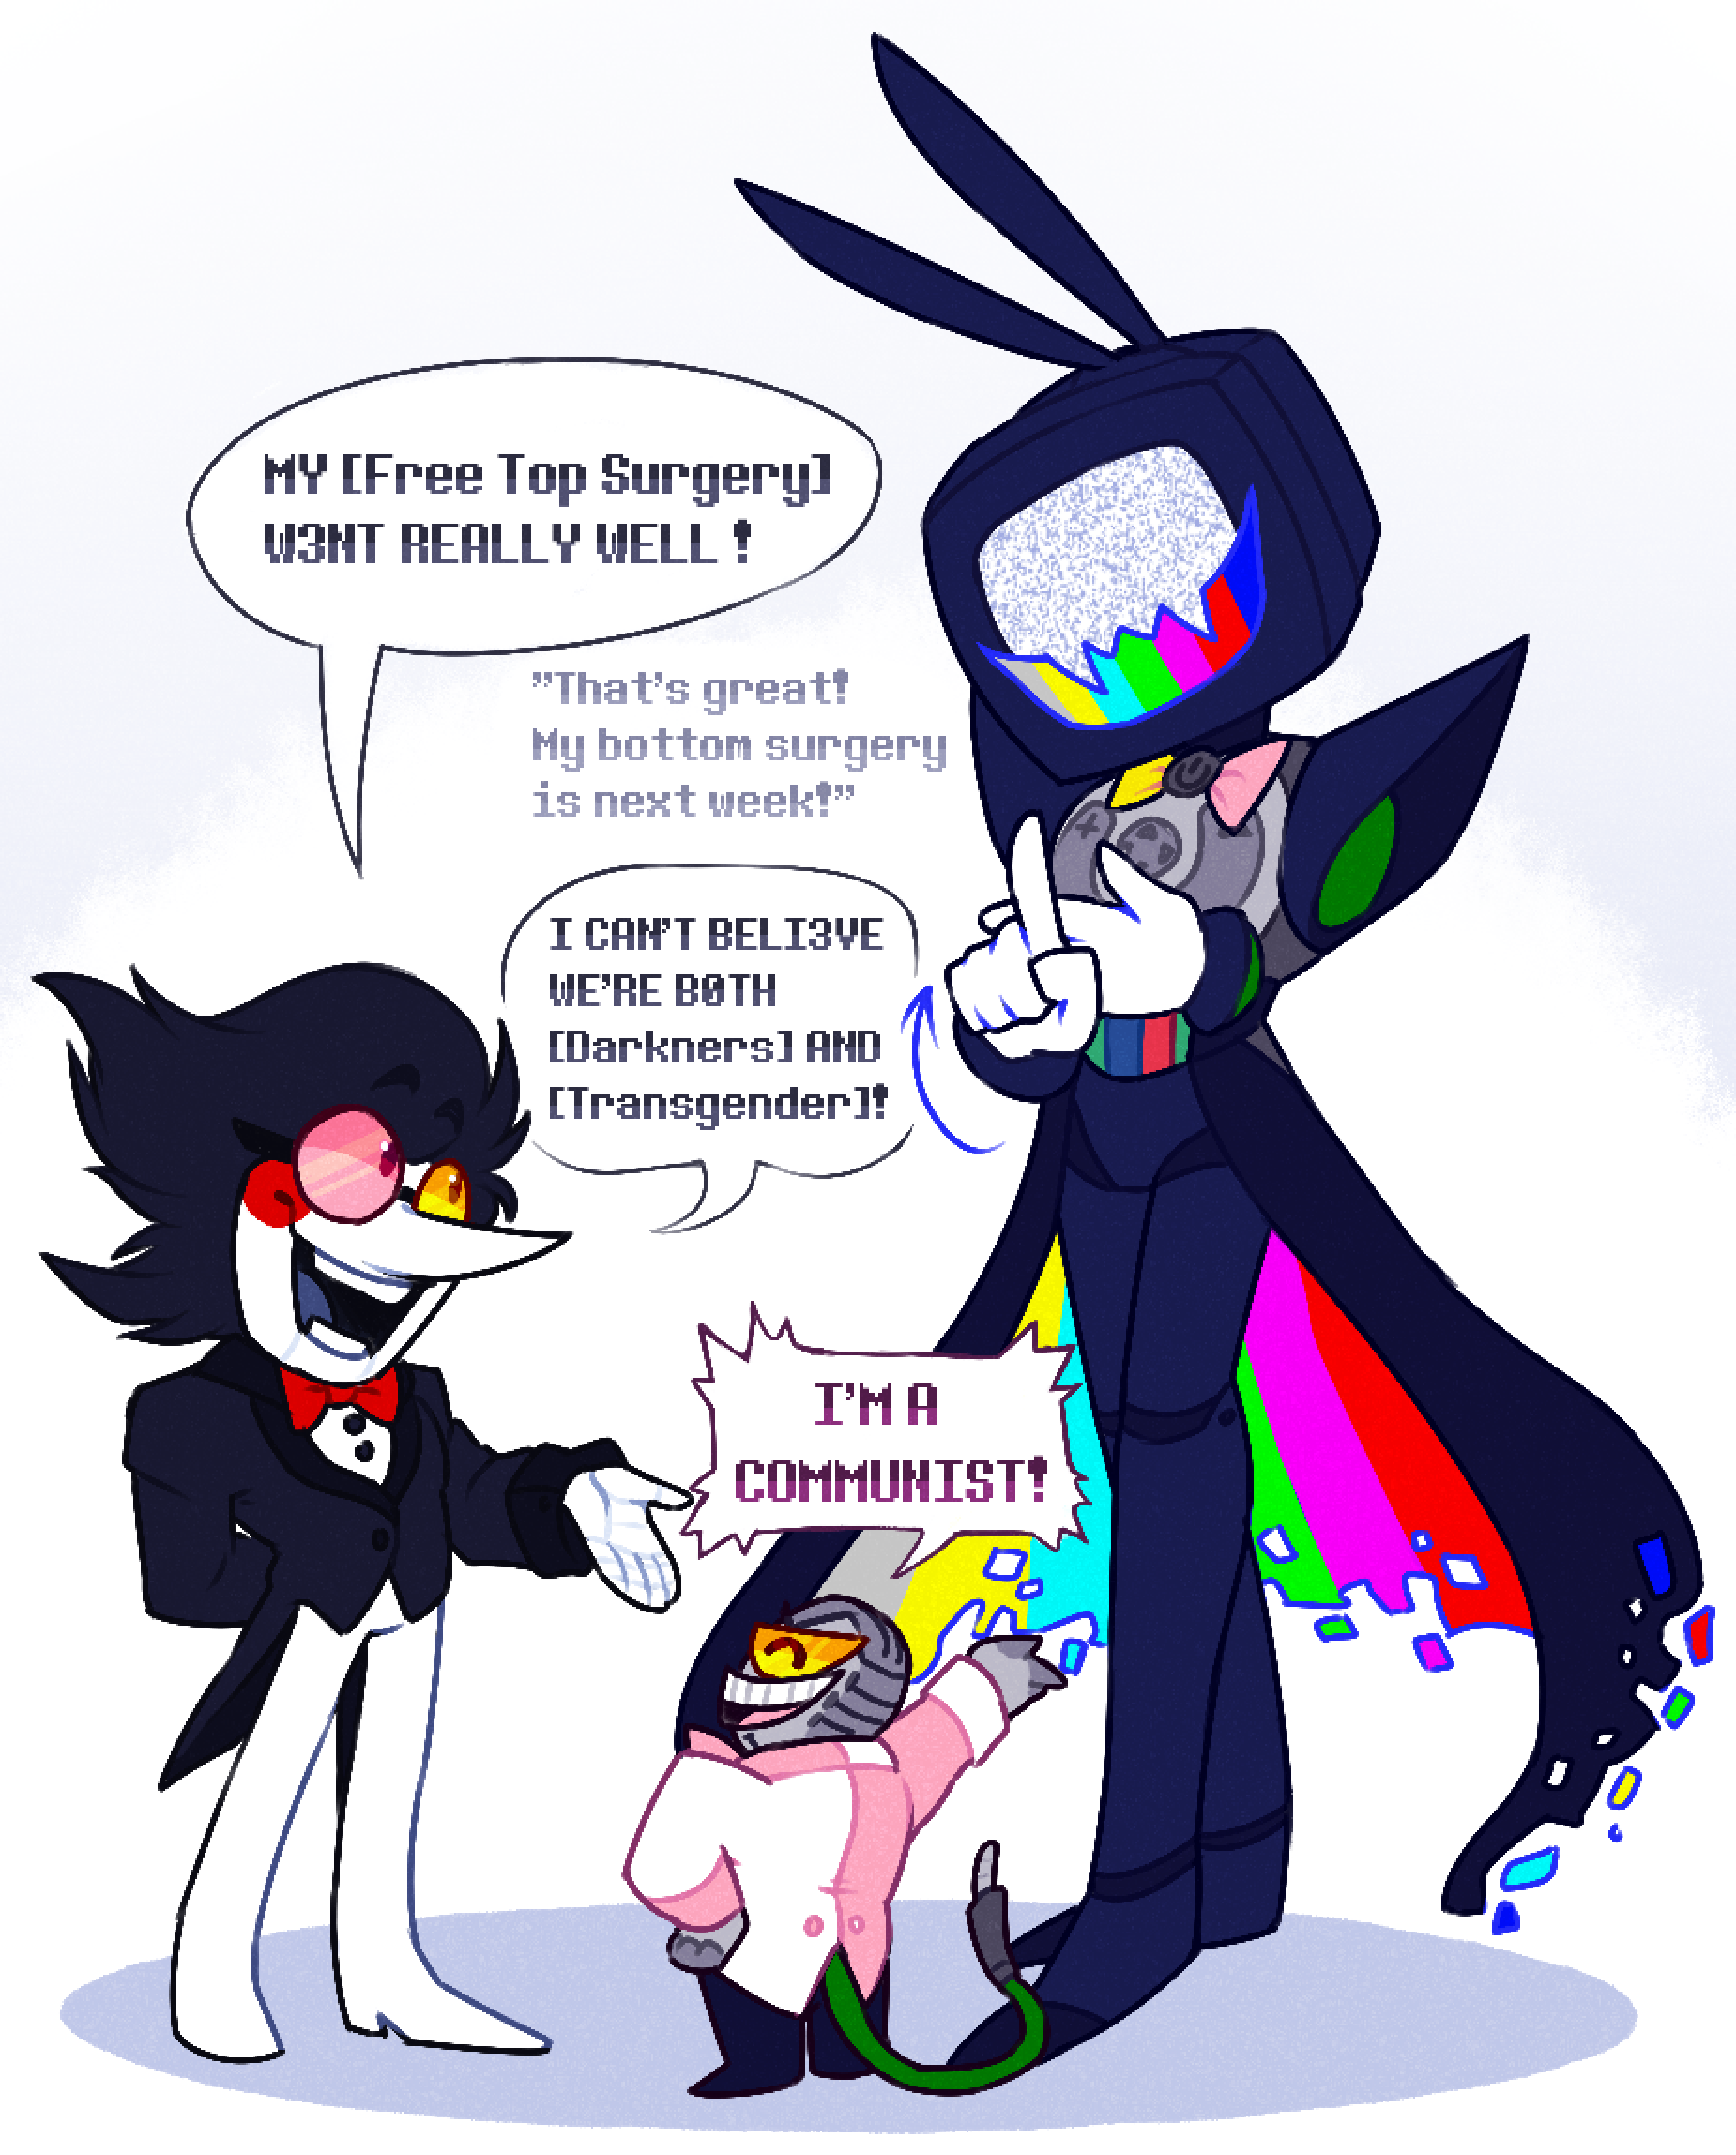 MY [Free Top Surgery]
W3NT REALLY WELL !
"That's great!
My bottom surgery
is next week!"
I CAN'T BELI3VE
WE'RE B0TH
[Darkners] AND
[Transgender]!
I'M A
COMMUNIST!